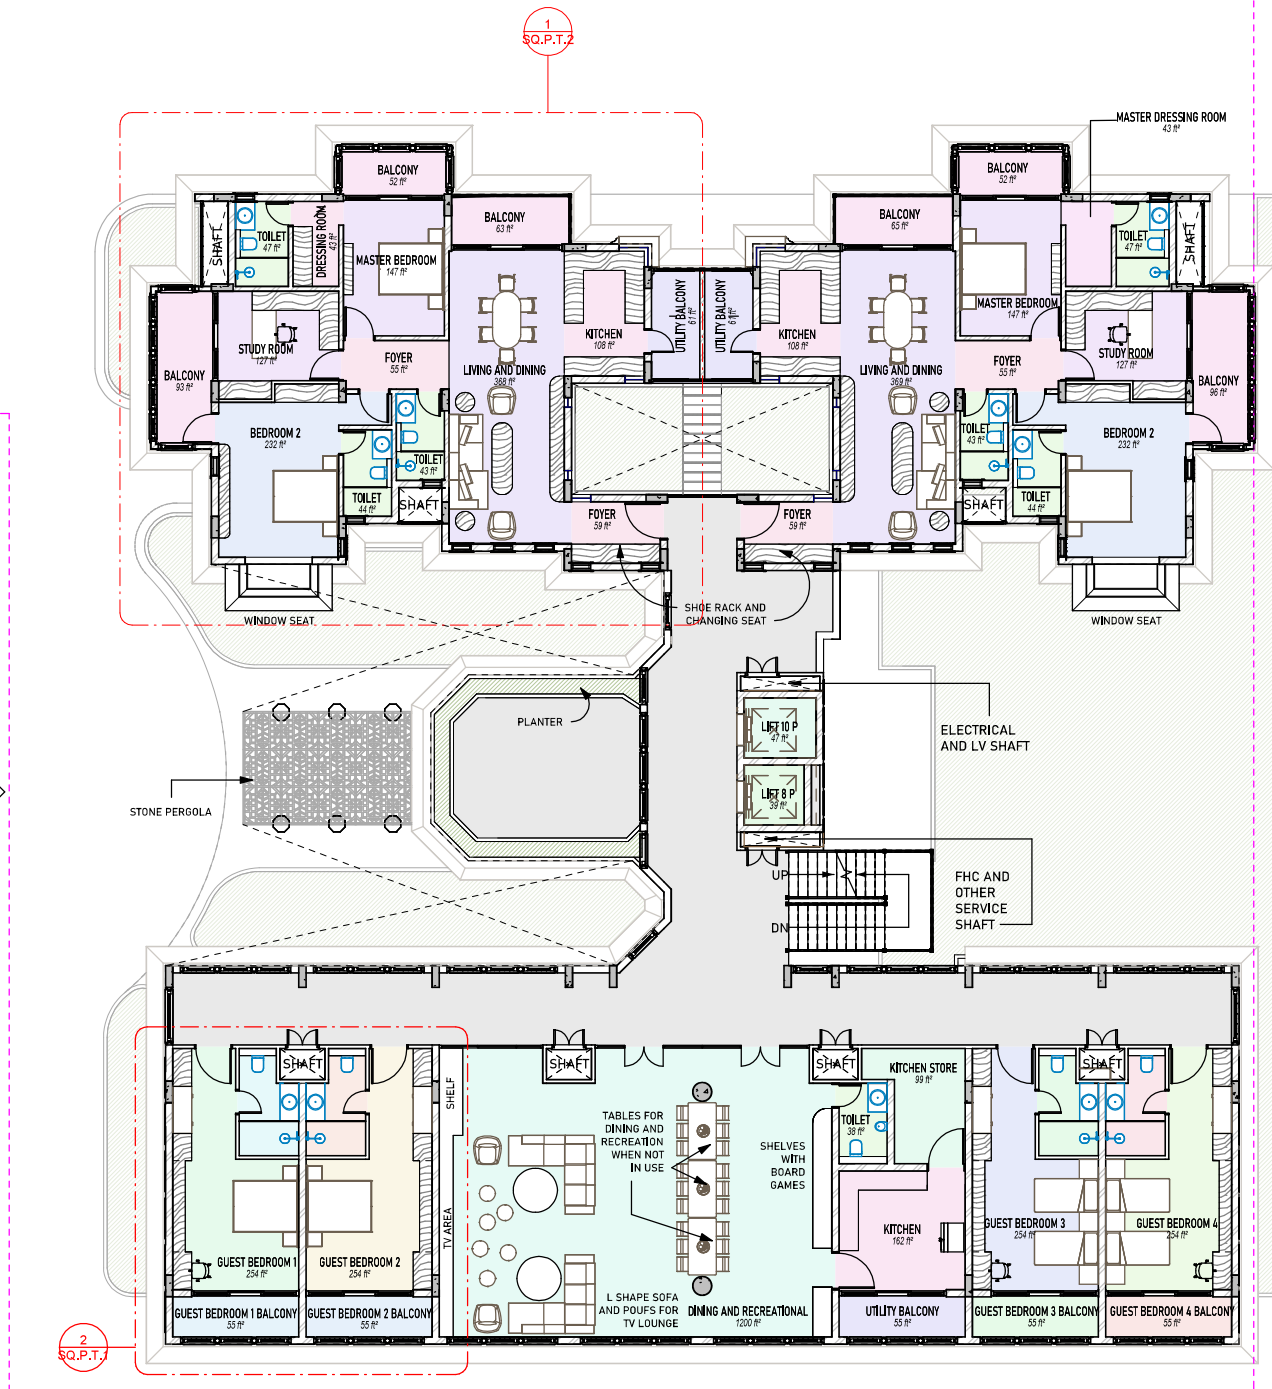 1
SQ.P.T.2
MASTER DRESSING ROOM
43 ft²
BALCONY
52 ft²
BALCONY
52 ft²
BALCONY
63 ft²
BALCONY
65 ft²
SHAFT
TOILET
47 ft²
DRESSING ROOM
43 ft²
MASTER BEDROOM
147 ft²
TOILET
47 ft²
SHAFT
MASTER BEDROOM
147 ft²
UTILITY BALCONY
61 ft²
UTILITY BALCONY
61 ft²
KITCHEN
108 ft²
KITCHEN
108 ft²
STUDY ROOM
127 ft²
FOYER
55 ft²
LIVING AND DINING
368 ft²
LIVING AND DINING
369 ft²
FOYER
55 ft²
STUDY ROOM
127 ft²
BALCONY
93 ft²
BALCONY
96 ft²
BEDROOM 2
232 ft²
TOILET
43 ft²
TOILET
43 ft²
BEDROOM 2
232 ft²
TOILET
44 ft²
SHAFT
SHAFT
TOILET
44 ft²
FOYER
59 ft²
FOYER
59 ft²
SHOE RACK AND
CHANGING SEAT
WINDOW SEAT
WINDOW SEAT
PLANTER
LIFT 10 P
47 ft²
ELECTRICAL
AND LV SHAFT
STONE PERGOLA
LIFT 8 P
39 ft²
UP
DN
FHC AND
OTHER
SERVICE
SHAFT
SHAFT
SHAFT
SHAFT
SHAFT
KITCHEN STORE
99 ft²
SHELF
TABLES FOR
DINING AND
RECREATION
WHEN NOT
IN USE
SHELVES
WITH
BOARD
GAMES
TOILET
38 ft²
TV AREA
KITCHEN
162 ft²
GUEST BEDROOM 1
254 ft²
GUEST BEDROOM 2
254 ft²
GUEST BEDROOM 3
254 ft²
GUEST BEDROOM 4
254 ft²
L SHAPE SOFA
AND POUFS FOR
TV LOUNGE
DINING AND RECREATIONAL
1200 ft²
GUEST BEDROOM 1 BALCONY
55 ft²
GUEST BEDROOM 2 BALCONY
55 ft²
UTILITY BALCONY
55 ft²
GUEST BEDROOM 3 BALCONY
55 ft²
GUEST BEDROOM 4 BALCONY
55 ft²
2
SQ.P.T.1